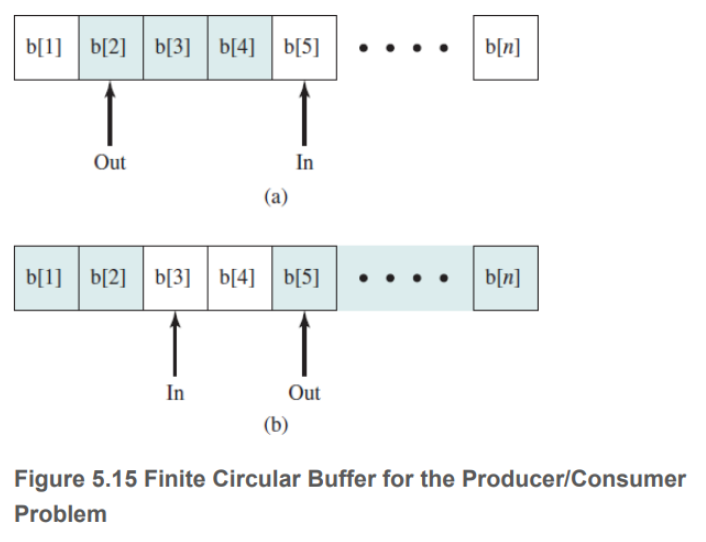 b[1] b[2] b[3] b[4] b[5] • • • • b[n]
Out In
(a)
b[1] b[2] b[3] b[4] b[5] • • • • b[n]
In Out
(b)
Figure 5.15 Finite Circular Buffer for the Producer/Consumer
Problem